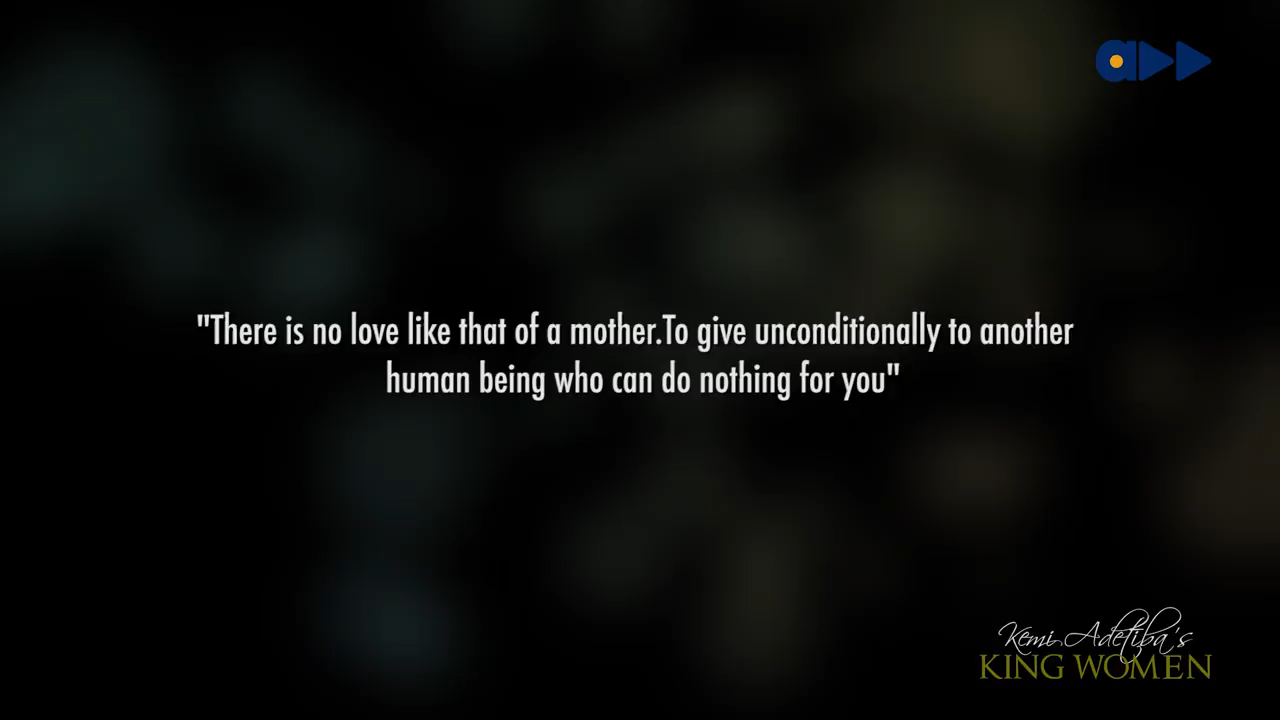 "There is no love like that of a mother.To give unconditionally to another
human being who can do nothing for you"
Kemi Adetiba's
KING WOMEN